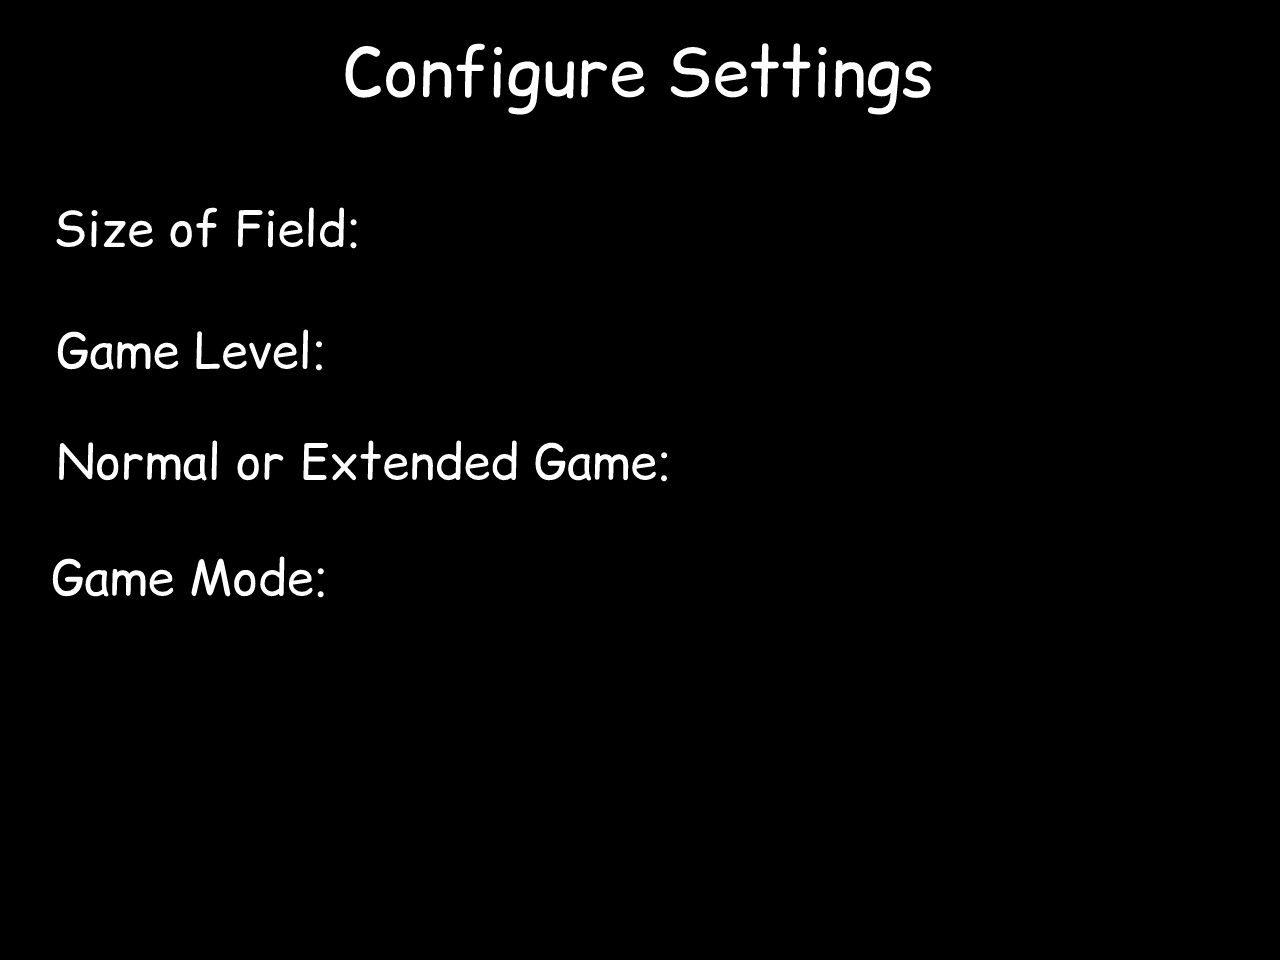 Configure Settings
Size of Field:
Game Level:
Normal or Extended Game:
Game Mode: